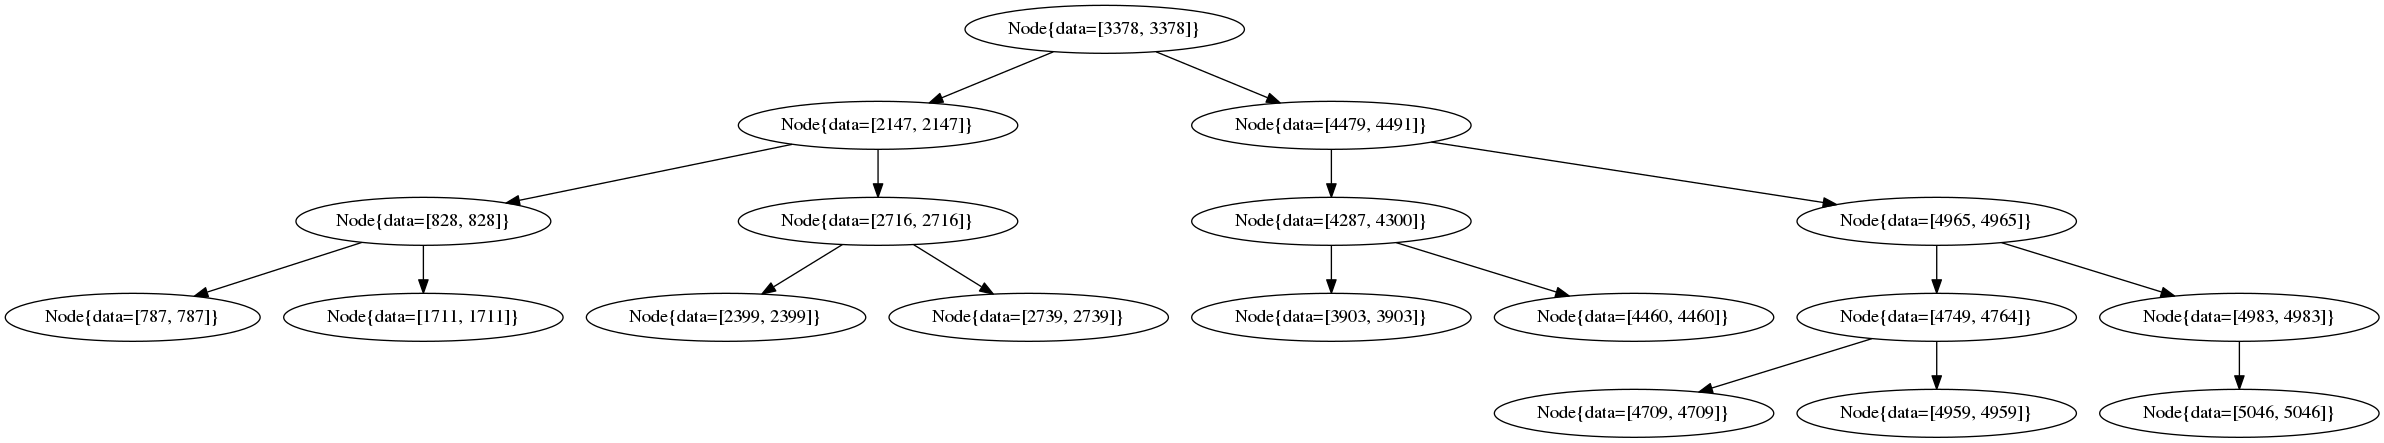 Node{data=[3378, 3378]}
Node{data=[2147, 2147]}
Node{data=[4479, 4491]}
Node{data=[828, 828]}
Node{data=[2716, 2716]}
Node{data=[4287, 4300]}
Node{data=[4965, 4965]}
Node{data=[787, 787]}
Node{data=[1711, 1711]}
Node{data=[2399, 2399]}
Node{data=[2739, 2739]}
Node{data=[3903, 3903]}
Node{data=[4460, 4460]}
Node{data=[4749, 4764]}
Node{data=[4983, 4983]}
Node{data=[4709, 4709]}
Node{data=[4959, 4959]}
Node{data=[5046, 5046]}